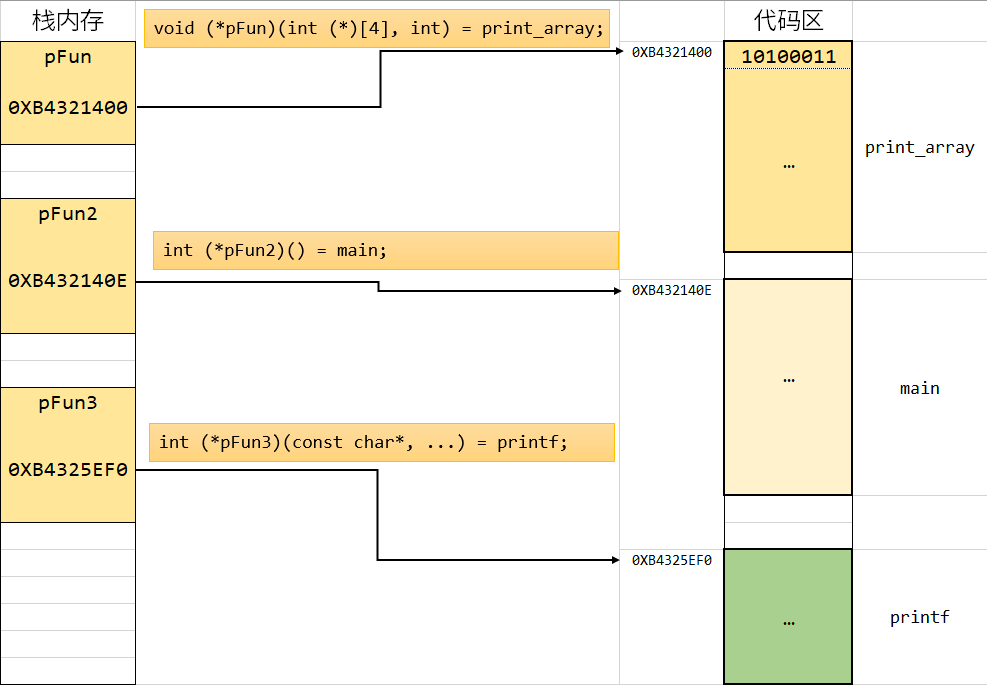 栈内存
void (*pFun)(int (*)[4], int) = print_array;
代码区
pFun
0XB4321400
0XB4321400
10100011
…
print_array
pFun2
0XB432140E
int (*pFun2)() = main;
0XB432140E
…
main
pFun3
0XB4325EF0
int (*pFun3)(const char*, ...) = printf;
0XB4325EF0
…
printf